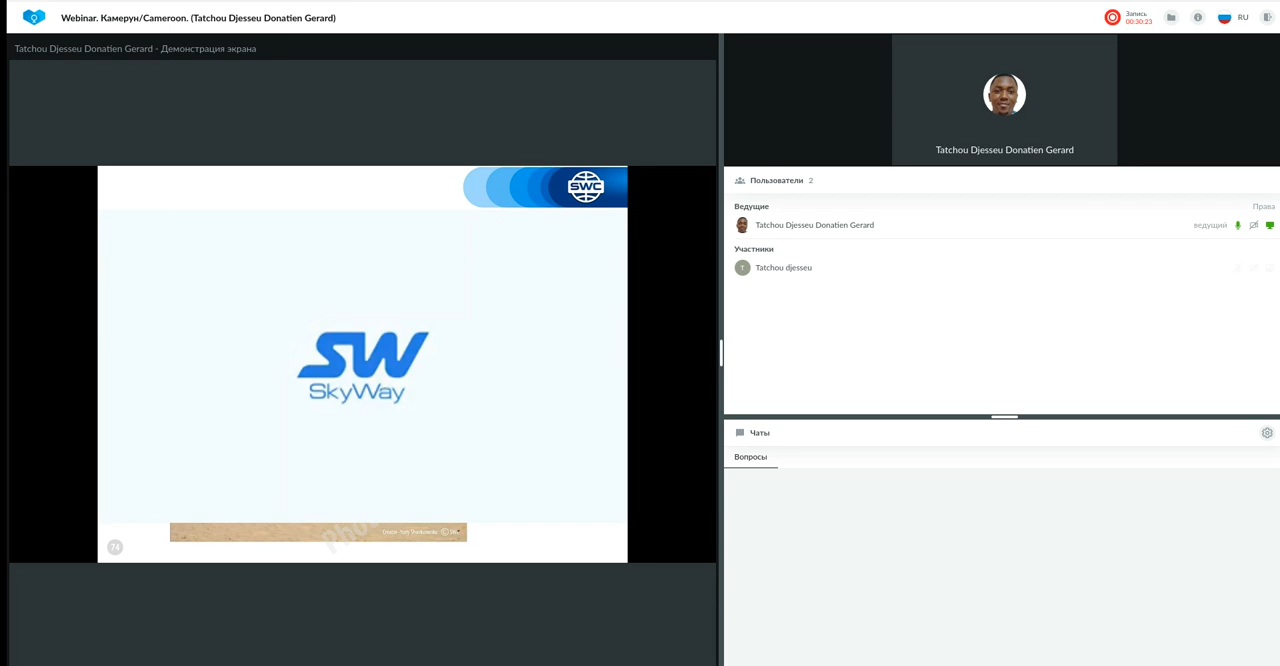 Webinar. Камерун/Cameroon. (Tatchou Djesseu Donatien Gerard)
Запись
00:30:23
RU
Tatchou Djesseu Donatien Gerard - Демонстрация экрана
Tatchou Djesseu Donatien Gerard
SWC
SW
SkyWay
74
Пользователи 2
Ведущие
Права
Tatchou Djesseu Donatien Gerard
ведущий
Участники
T
Tatchou djesseu
Чаты
Вопросы